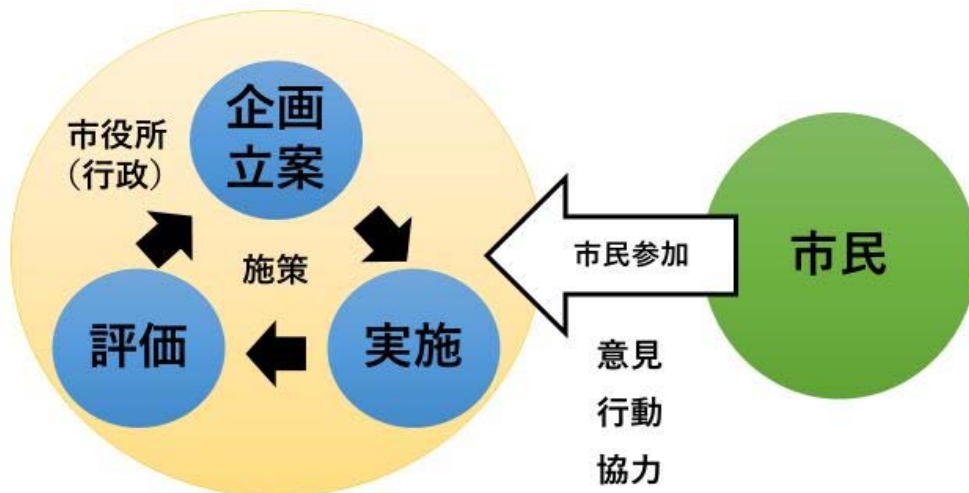 企画
立案
市役所
（行政）
施策
評価
実施
市民参加
市民
意見
行動
協力